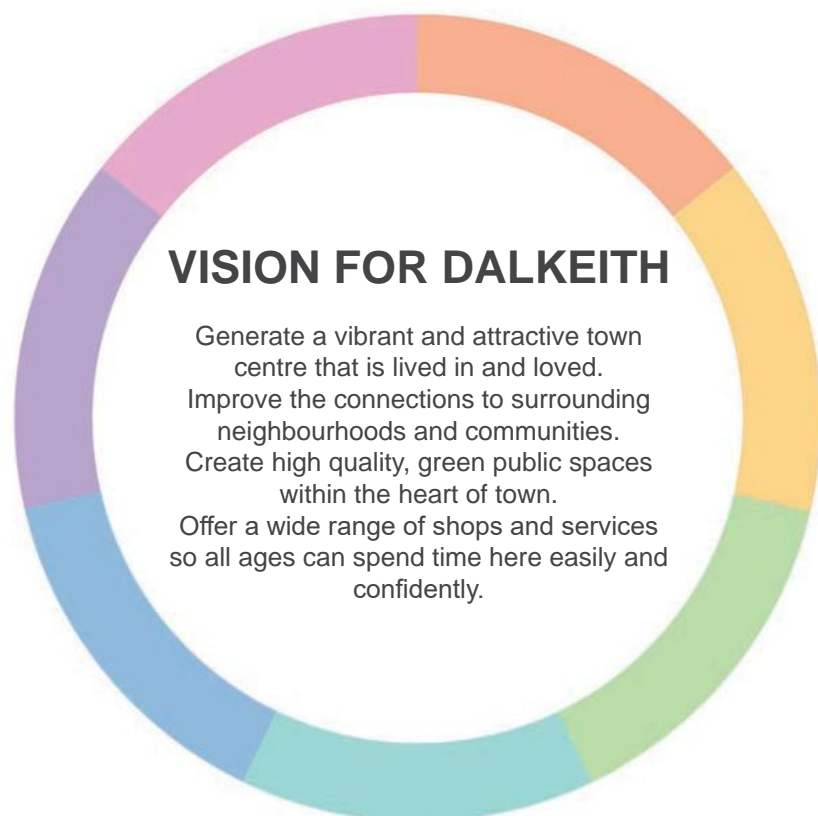 VISION FOR DALKEITH
Generate a vibrant and attractive town
centre that is lived in and loved.
Improve the connections to surrounding
neighbourhoods and communities.
Create high quality, green public spaces
within the heart of town.
Offer a wide range of shops and services
so all ages can spend time here easily and
confidently.